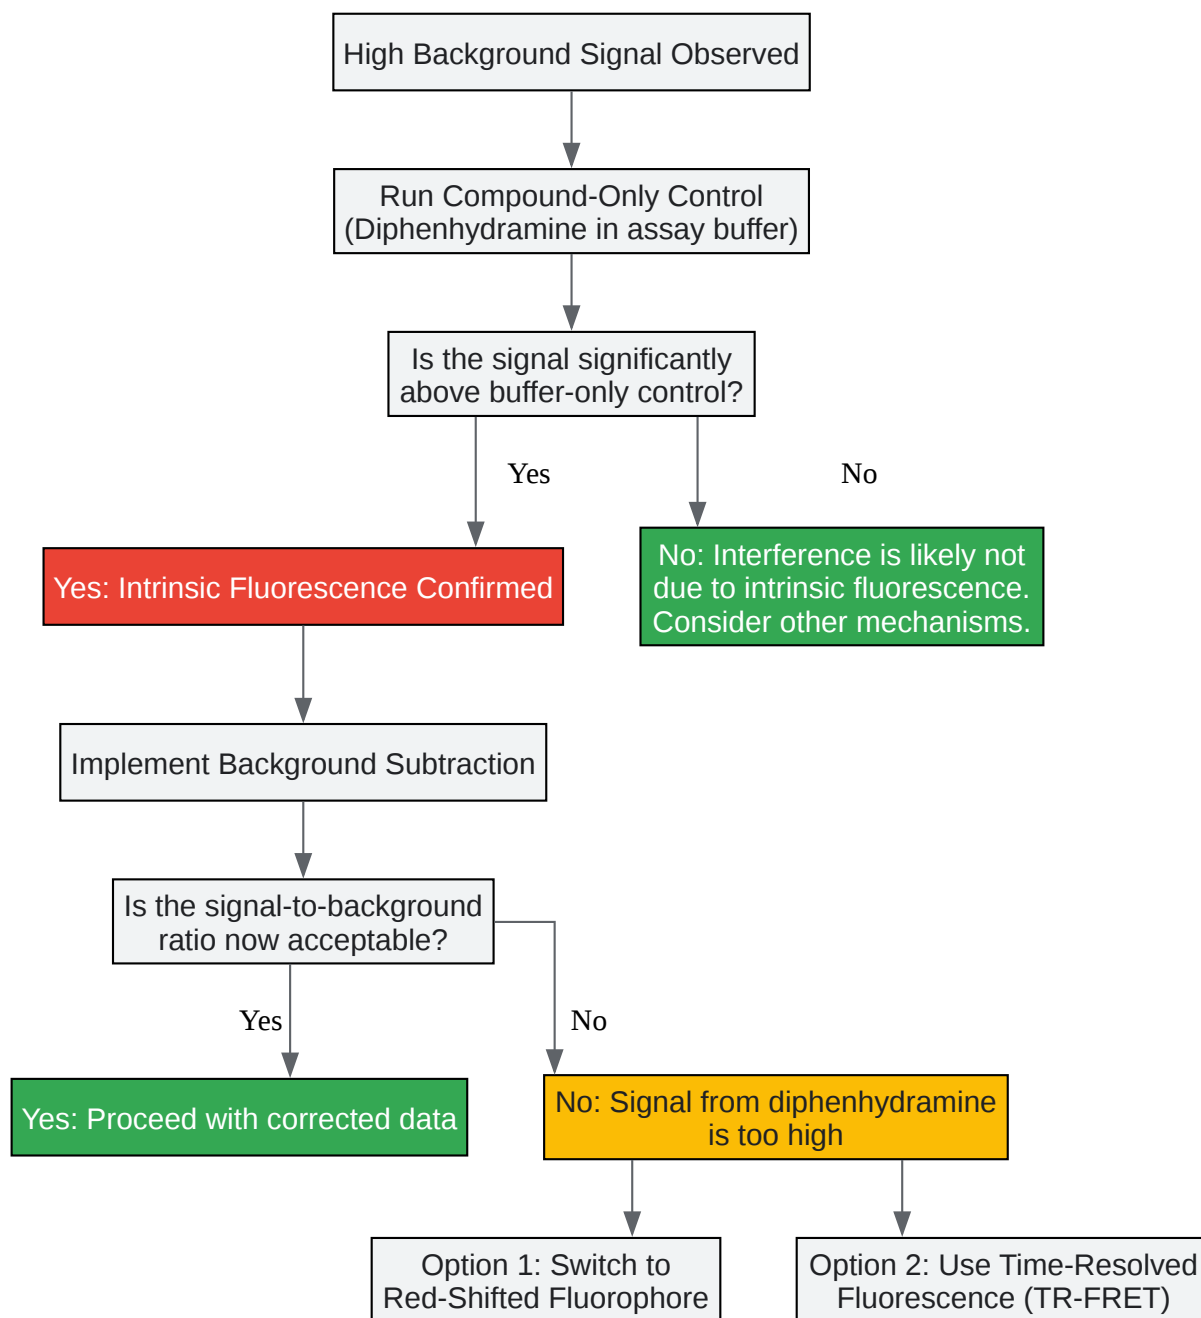 High Background Signal Observed
Run Compound-Only Control
(Diphenhydramine in assay buffer)
Is the signal significantly
above buffer-only control?
Yes
No
Yes: Intrinsic Fluorescence Confirmed
No: Interference is likely not
due to intrinsic fluorescence.
Consider other mechanisms.
Implement Background Subtraction
Is the signal-to-background
ratio now acceptable?
Yes
No
Yes: Proceed with corrected data
No: Signal from diphenhydramine
is too high
Option 1: Switch to
Red-Shifted Fluorophore
Option 2: Use Time-Resolved
Fluorescence (TR-FRET)